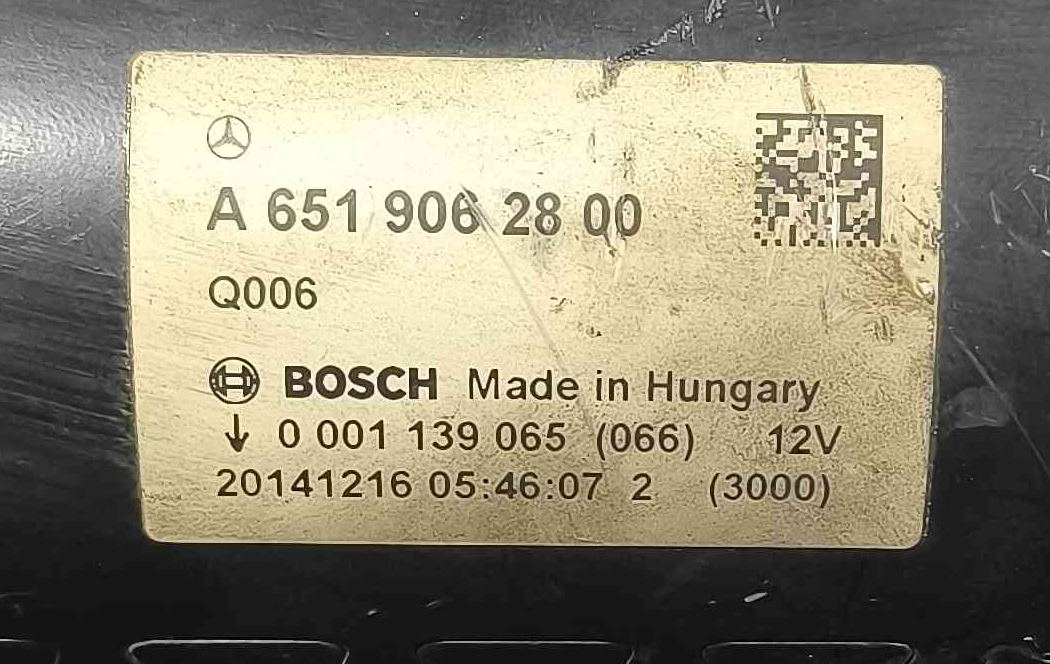 A 651 906 28 00
Q006
BOSCH Made in Hungary
↓ 0 001 139 065 (066) 12V
20141216 05:46:07 2 (3000)